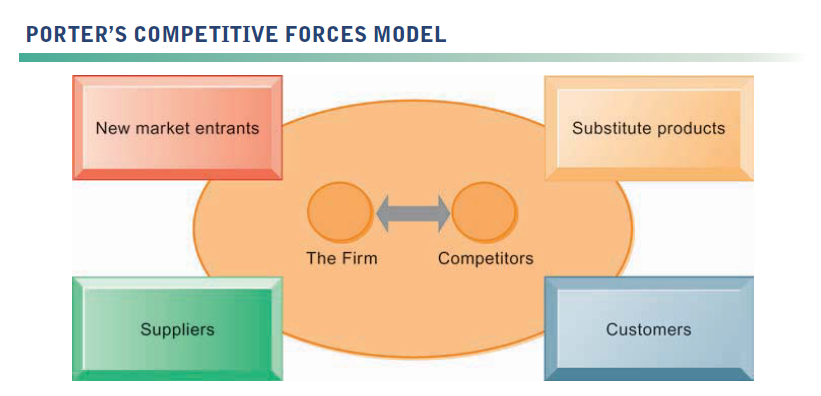 PORTER'S COMPETITIVE FORCES MODEL
New market entrants
Substitute products
The Firm
Competitors
Suppliers
Customers